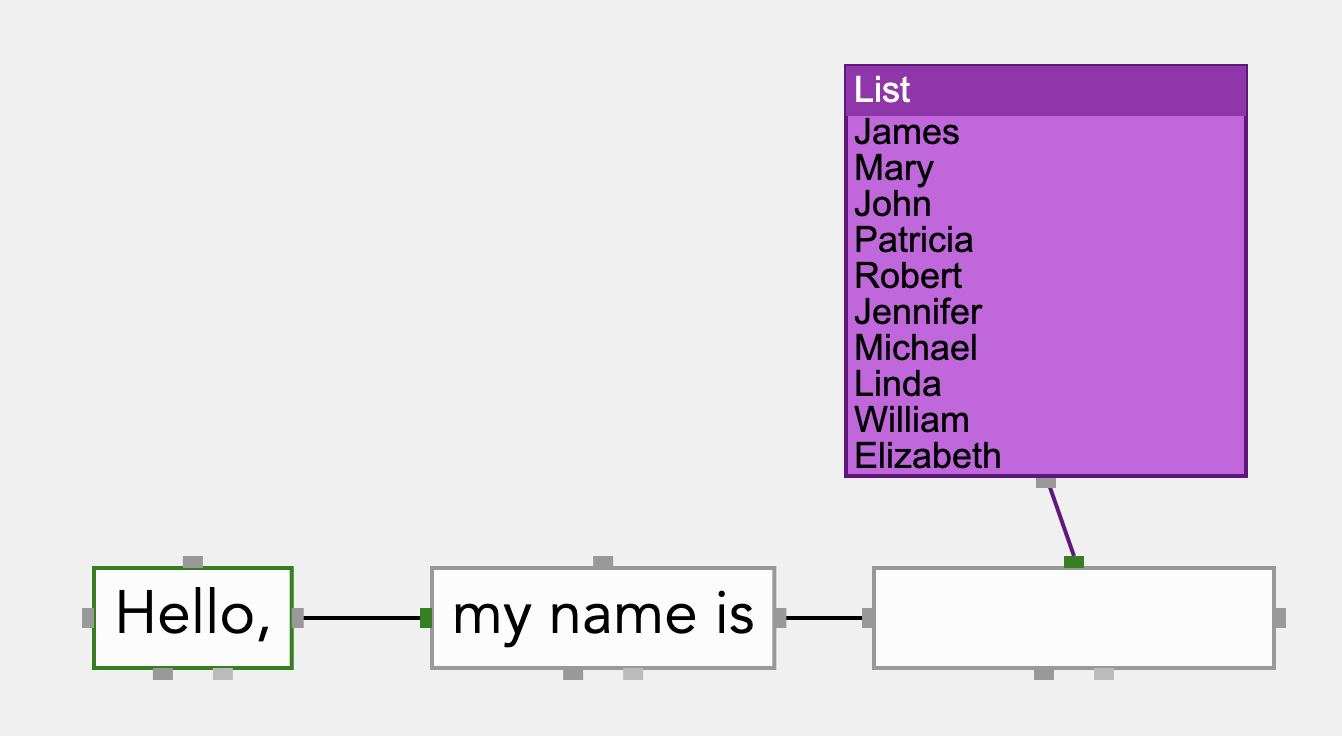 List
James
Mary
John
Patricia
Robert
Jennifer
Michael
Linda
William
Elizabeth
Hello,
my name is